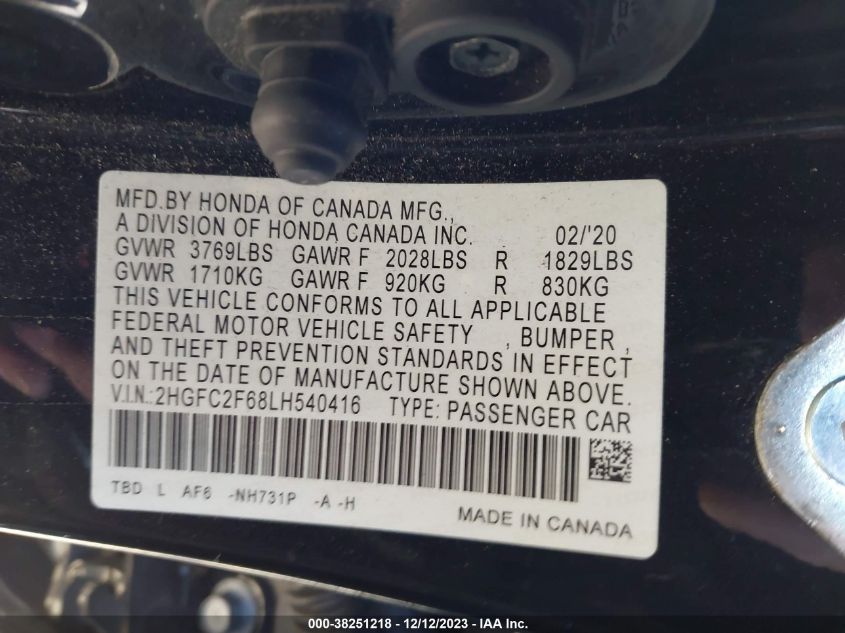 MFD.BY HONDA OF CANADA MFG.,
A DIVISION OF HONDA CANADA INC. 02/'20
GVWR 3769LBS GAWR F 2028LBS R 1829LBS
GVWR 1710KG GAWR F 920KG R 830KG
THIS VEHICLE CONFORMS TO ALL APPLICABLE
FEDERAL MOTOR VEHICLE SAFETY , BUMPER ,
AND THEFT PREVENTION STANDARDS IN EFFECT
ON THE DATE OF MANUFACTURE SHOWN ABOVE.
V.I.N.:2HGFC2F68LH540416 TYPE: PASSENGER CAR
TBD L AF6 -NH731P -A -H
MADE IN CANADA
000-38251218 - 12/12/2023 - IAA Inc.